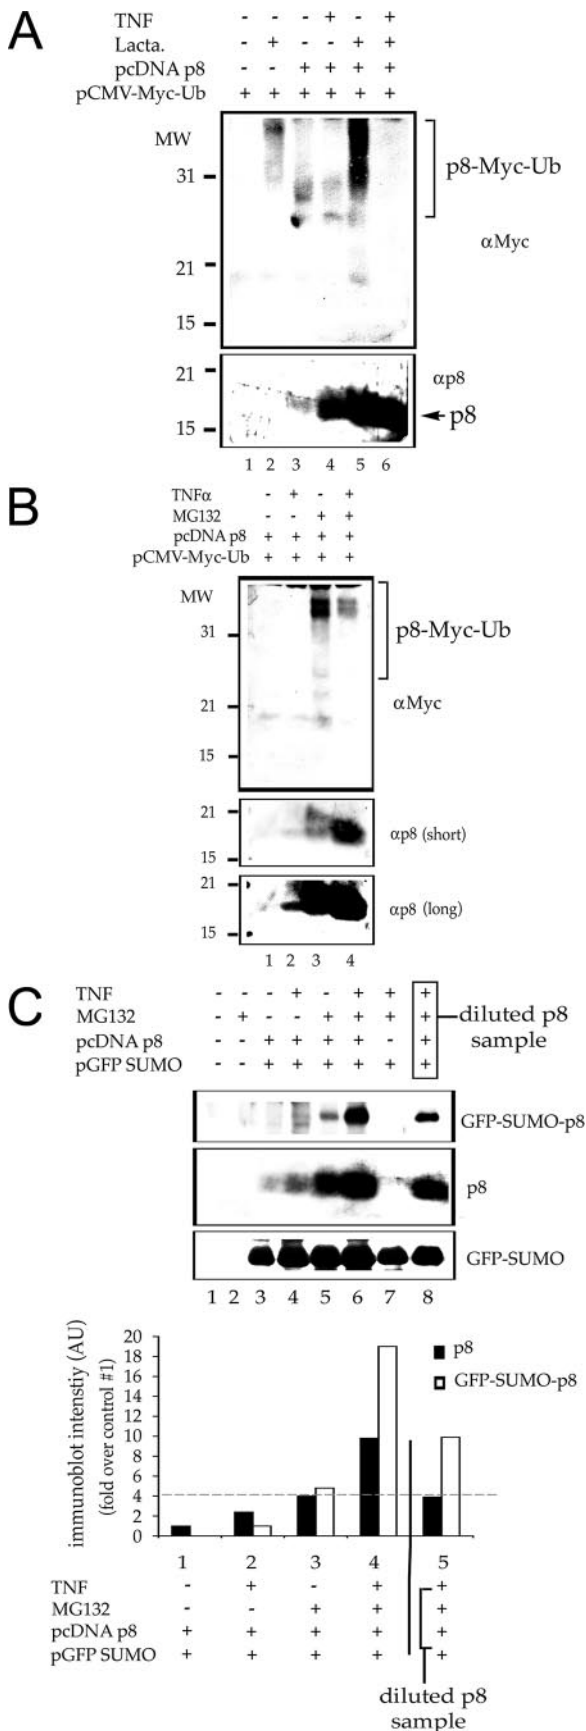 A
TNF - - - + - +
Lacta. - + - - + +
pcDNA p8 - - + + + +
pCMV-Myc-Ub + + + + + +
MW
31
21
15
p8-Myc-Ub
αMyc
21
15
αp8
p8
1 2 3 4 5 6
B
TNFα - + - +
MG132 - - + +
pcDNA p8 + + + +
pCMV-Myc-Ub + + + +
MW
31
21
15
p8-Myc-Ub
αMyc
21
15
αp8 (short)
21
15
αp8 (long)
1 2 3 4
C
TNF - - - + - + + +
MG132 - + - - + + + +
pcDNA p8 - - + + + + - +
pGFP SUMO - - + + + + + +
diluted p8
sample
GFP-SUMO-p8
p8
GFP-SUMO
1 2 3 4 5 6 7 8
immunoblot intenstiy (AU)
(fold over control #1)
20
18
16
14
12
10
8
6
4
2
0
p8
GFP-SUMO-p8
1 2 3 4 5
TNF - + - + +
MG132 - - + + +
pcDNA p8 + + + + +
pGFP SUMO + + + + +
diluted p8
sample